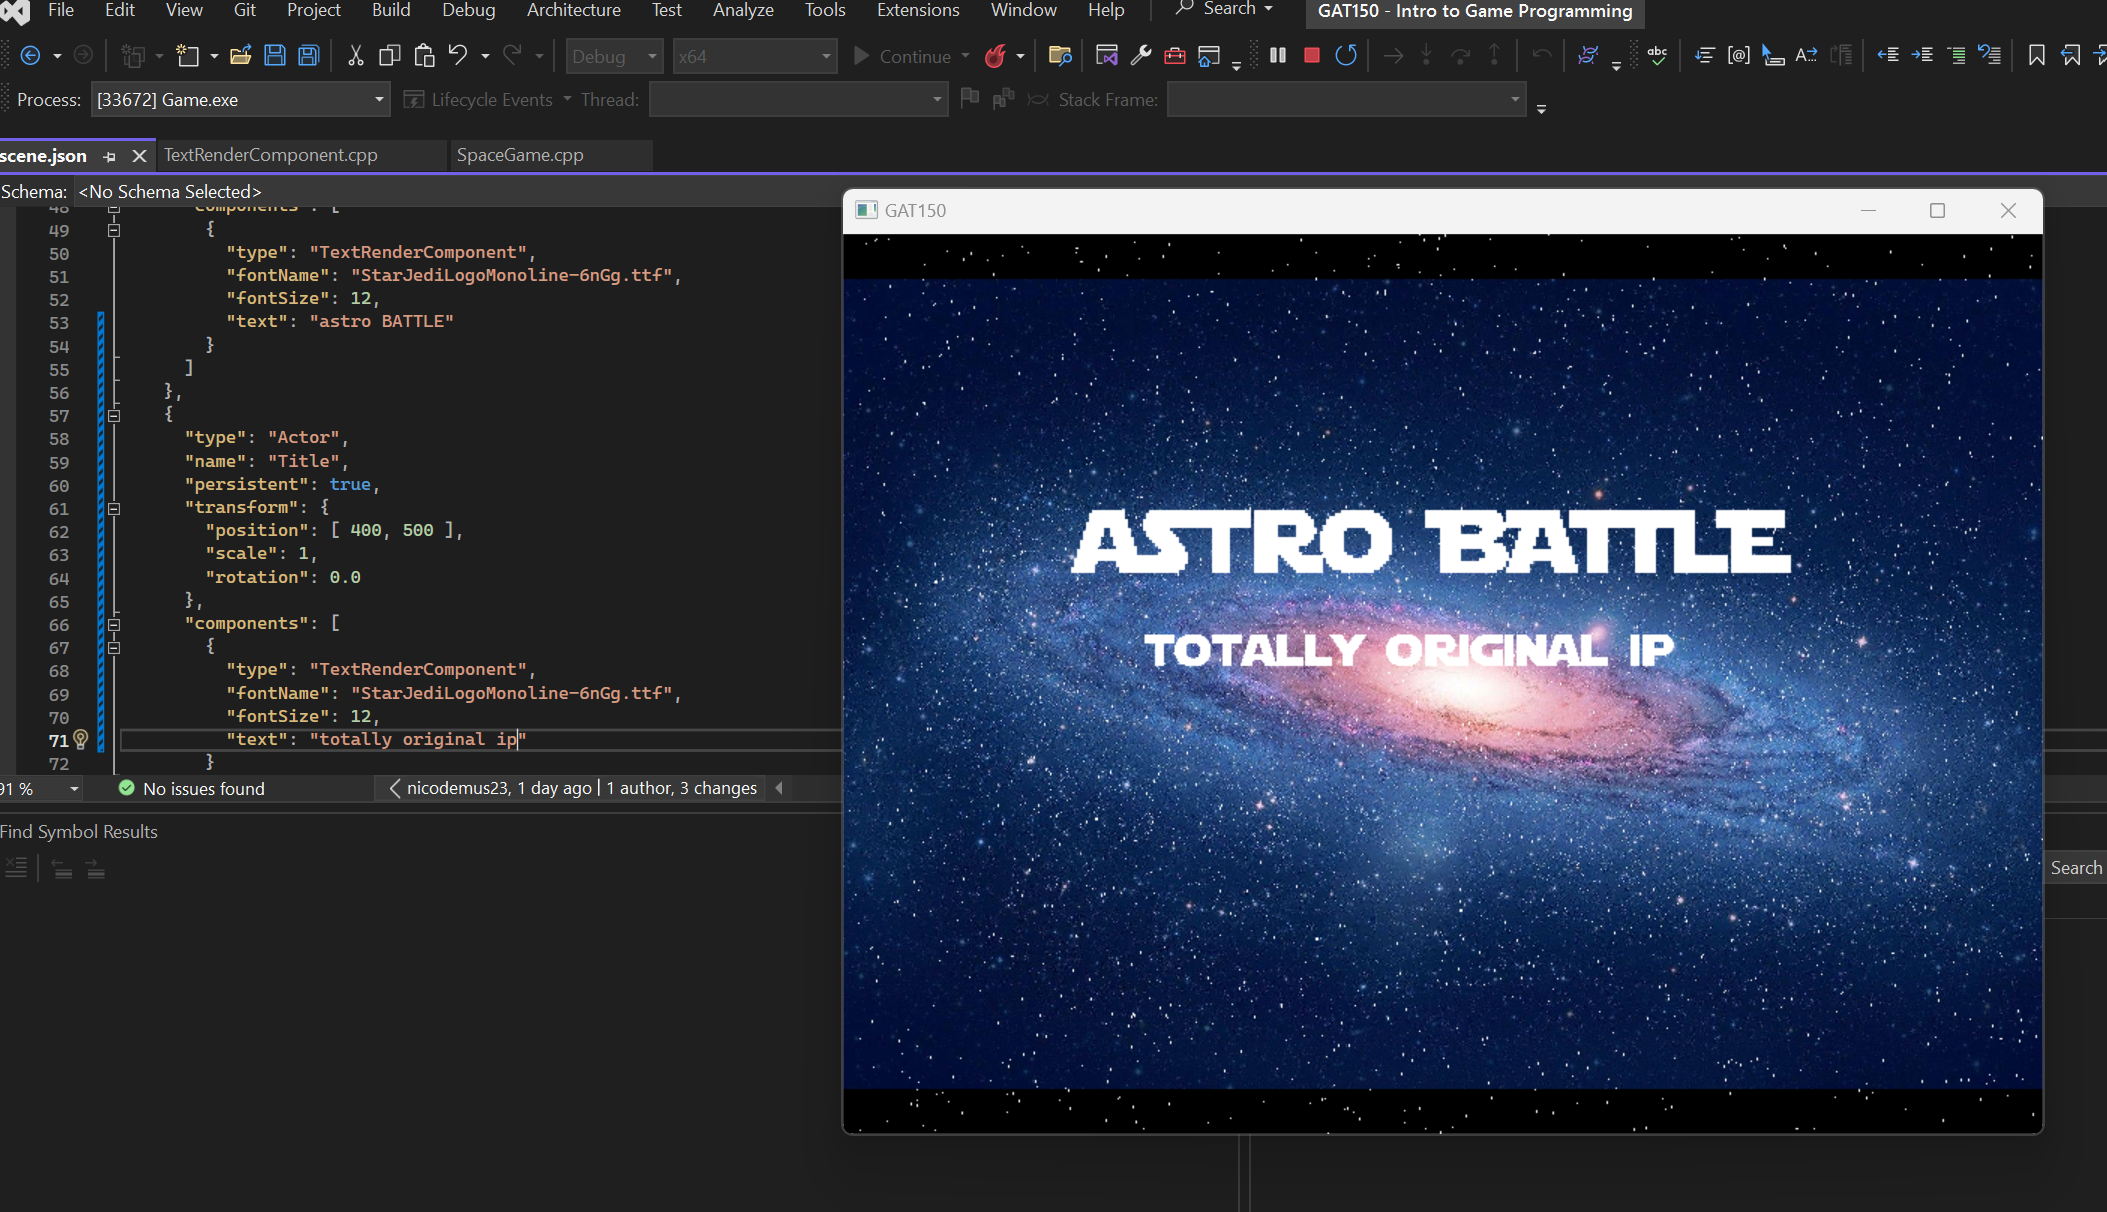 File Edit View Git Project Build Debug Architecture Test Analyze Tools Extensions Window Help Search GAT150 - Intro to Game Programming
Debug x64 Continue
Process: [33672] Game.exe Lifecycle Events Thread: Stack Frame:
scene.json TextRenderComponent.cpp SpaceGame.cpp
Schema: <No Schema Selected>
48 "components": [
49 {
50 "type": "TextRenderComponent",
51 "fontName": "StarJediLogoMonoline-6nGg.ttf",
52 "fontSize": 12,
53 "text": "astro BATTLE"
54 }
55 ]
56 },
57 {
58 "type": "Actor",
59 "name": "Title",
60 "persistent": true,
61 "transform": {
62 "position": [ 400, 500 ],
63 "scale": 1,
64 "rotation": 0.0
65 },
66 "components": [
67 {
68 "type": "TextRenderComponent",
69 "fontName": "StarJediLogoMonoline-6nGg.ttf",
70 "fontSize": 12,
71 "text": "totally original ip"
72 }
91 % No issues found nicodemus23, 1 day ago | 1 author, 3 changes
Find Symbol Results
Search
GAT150
ASTRO BATTLE
TOTALLY ORIGINAL IP